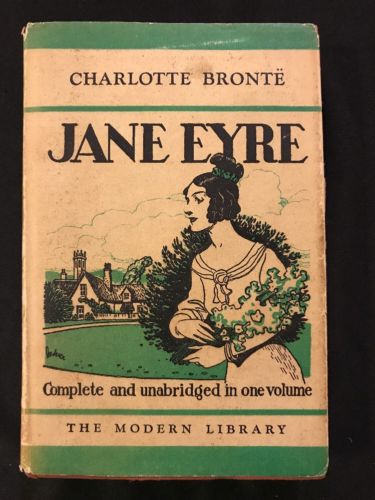 CHARLOTTE BRONTË
JANE EYRE
Complete and unabridged in one volume
THE MODERN LIBRARY